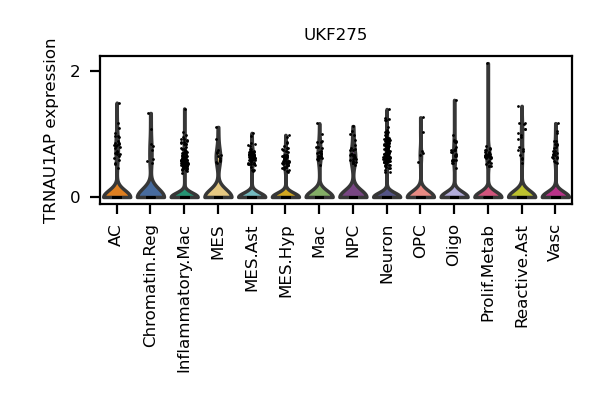 UKF275
TRNAU1AP expression
2
0
AC
Chromatin.Reg
Inflammatory.Mac
MES
MES.Ast
MES.Hyp
Mac
NPC
Neuron
OPC
Oligo
Prolif.Metab
Reactive.Ast
Vasc